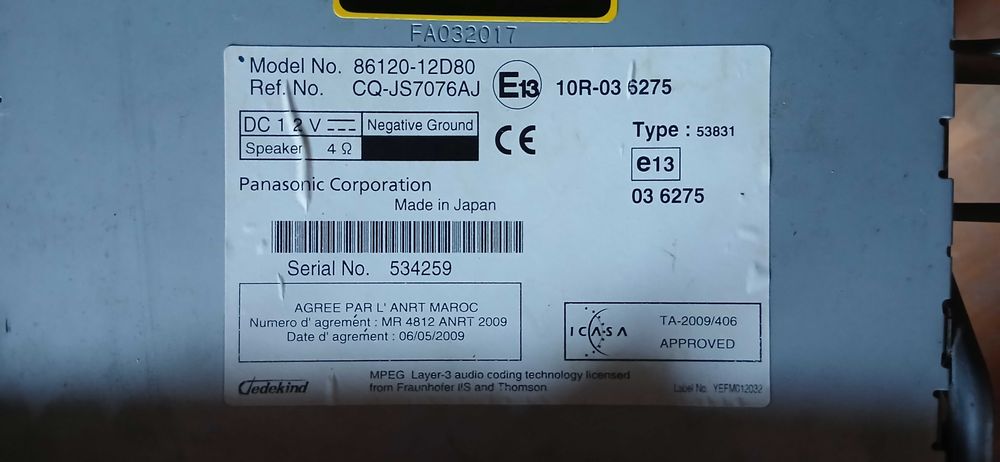 FA032017
Model No. 86120-12D80
Ref. No. CQ-JS7076AJ
E13 10R-03 6275
DC 12V Negative Ground
Speaker 4 Ω
CE
Type : 53831
e13
03 6275
Panasonic Corporation
Made in Japan
Serial No. 534259
AGREE PAR L' ANRT MAROC
Numero d' agrément : MR 4812 ANRT 2009
Date d' agrément : 06/05/2009
ICASA
TA-2009/406
APPROVED
Jedekind
MPEG Layer-3 audio coding technology licensed
from Fraunhofer IIS and Thomson
Label No. YEFM012032